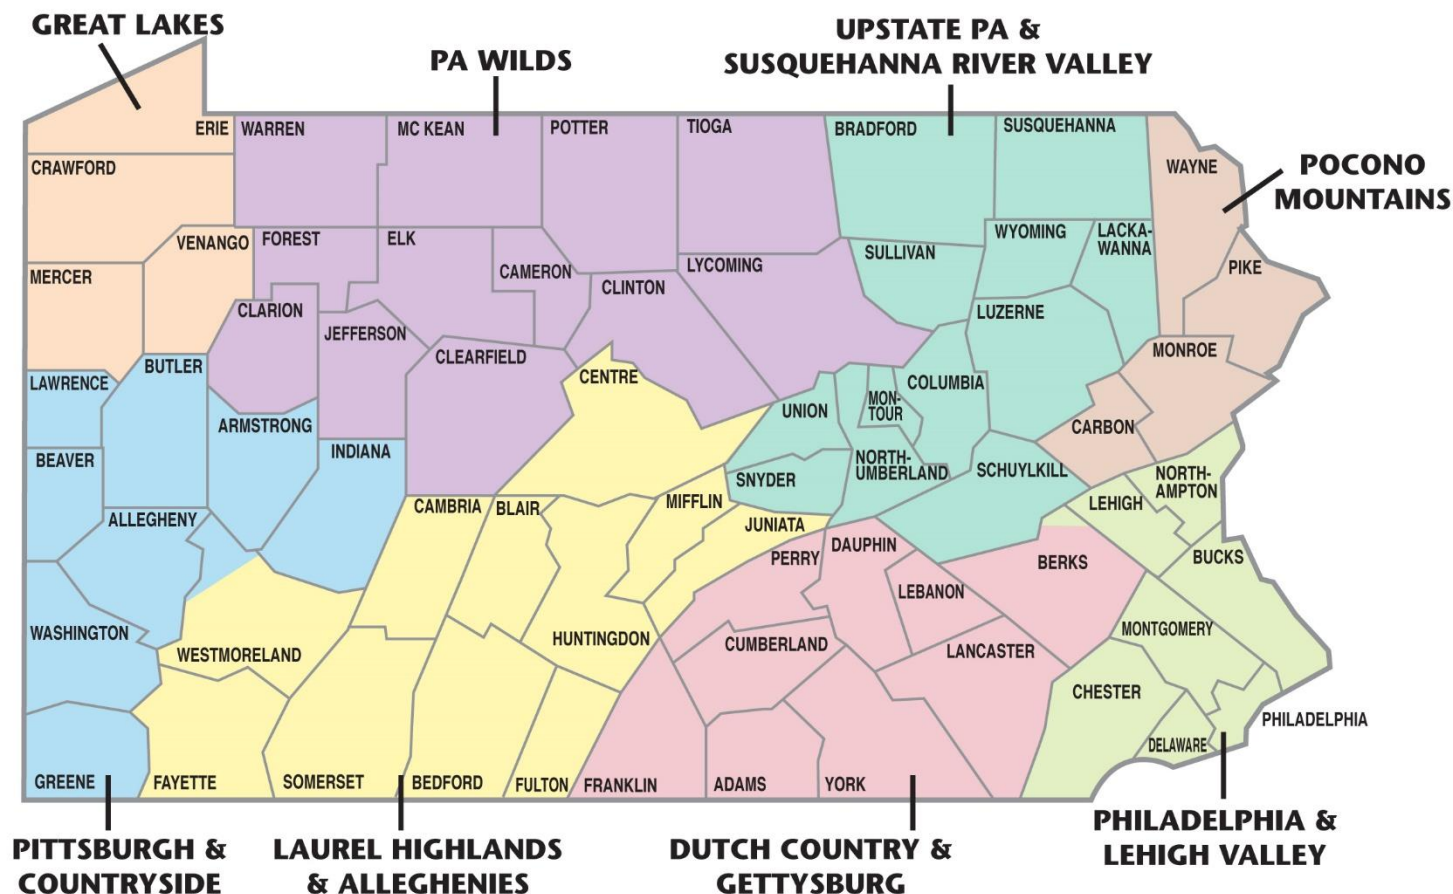 GREAT LAKES
PA WILDS
UPSTATE PA &
SUSQUEHANNA RIVER VALLEY
POCONO
MOUNTAINS
ERIE
WARREN
MC KEAN
POTTER
TIOGA
BRADFORD
SUSQUEHANNA
WAYNE
CRAWFORD
VENANGO
FOREST
ELK
CAMERON
CLINTON
LYCOMING
SULLIVAN
WYOMING
LACKA-
WANNA
PIKE
MERCER
CLARION
JEFFERSON
CLEARFIELD
CENTRE
LUZERNE
MONROE
LAWRENCE
BUTLER
ARMSTRONG
INDIANA
UNION
MON-
TOUR
COLUMBIA
CARBON
BEAVER
ALLEGHENY
CAMBRIA
BLAIR
MIFFLIN
SNYDER
NORTH-
UMBERLAND
SCHUYLKILL
LEHIGH
NORTH-
AMPTON
JUNIATA
PERRY
DAUPHIN
LEBANON
BERKS
BUCKS
WASHINGTON
WESTMORELAND
HUNTINGDON
CUMBERLAND
LANCASTER
MONTGOMERY
CHESTER
DELAWARE
PHILADELPHIA
GREENE
FAYETTE
SOMERSET
BEDFORD
FULTON
FRANKLIN
ADAMS
YORK
PITTSBURGH &
COUNTRYSIDE
LAUREL HIGHLANDS
& ALLEGHENIES
DUTCH COUNTRY &
GETTYSBURG
PHILADELPHIA &
LEHIGH VALLEY